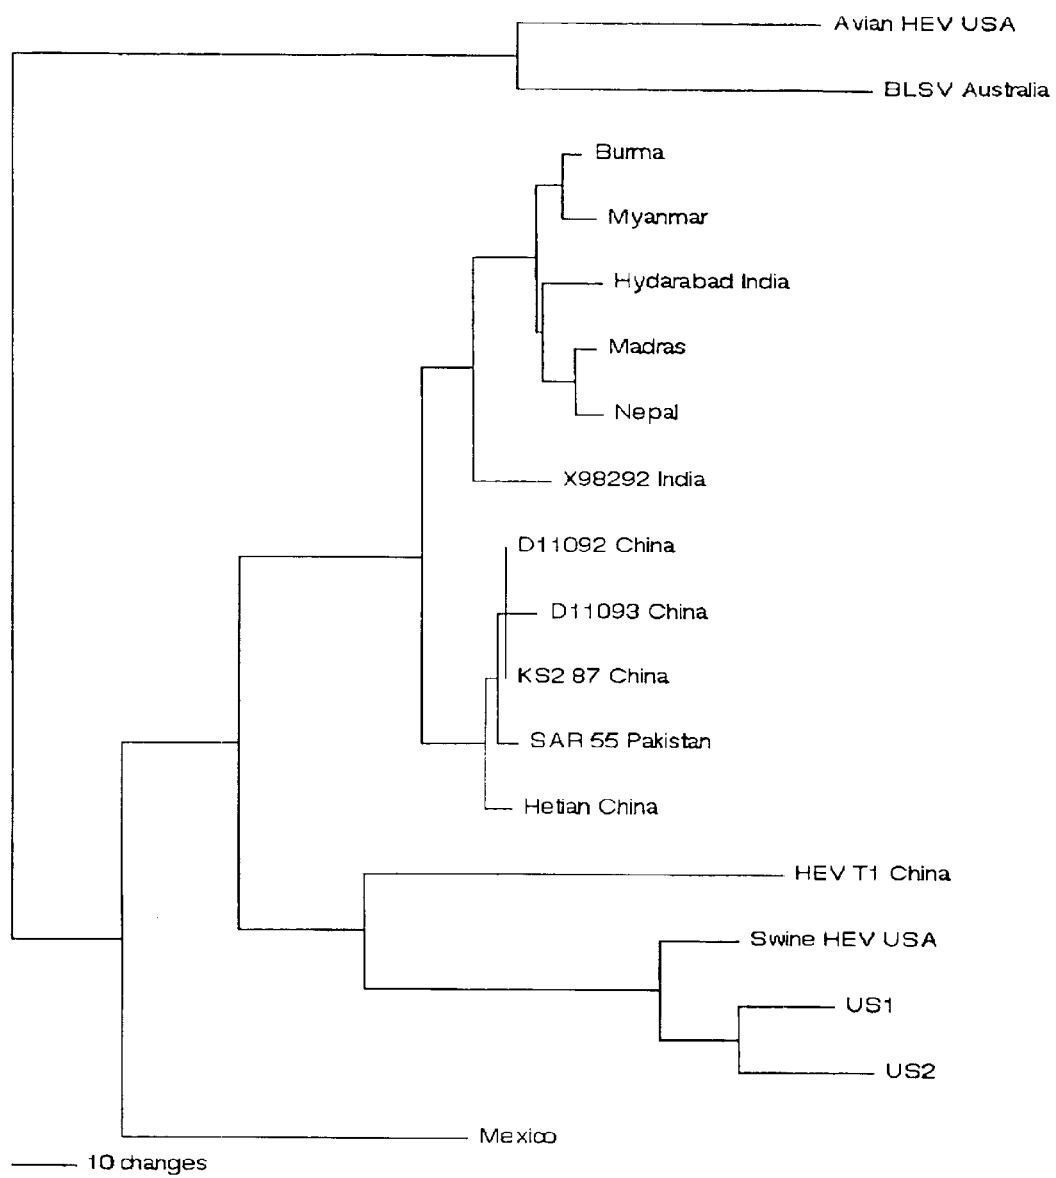 Avian HEV USA
BLSV Australia
Burma
Myanmar
Hydarabad India
Madras
Nepal
X98292 India
D11092 China
D11093 China
KS2 87 China
SAR 55 Pakistan
Hetian China
HEV T1 China
Swine HEV USA
US1
US2
Mexico
10 changes